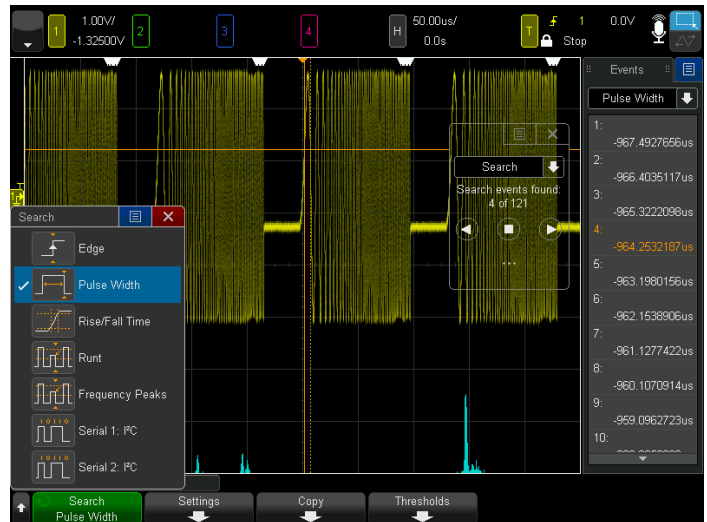 1 1.00V/ 2 3 4 H 50.00us/ T 1 0.0V
-1.32500V 0.0s Stop
Events
Pulse Width
1:
-967.4927656us
2:
-966.4035117us
3:
-965.3222098us
4:
-964.2532187us
5:
-963.1980156us
6:
-962.1538906us
7:
-961.1277422us
8:
-960.1070914us
9:
-959.0962723us
10:
Search
Search events found:
4 of 121
...
Search
Edge
Pulse Width
Rise/Fall Time
Runt
Frequency Peaks
Serial 1: I²C
Serial 2: I²C
Search
Pulse Width
Settings
Copy
Thresholds